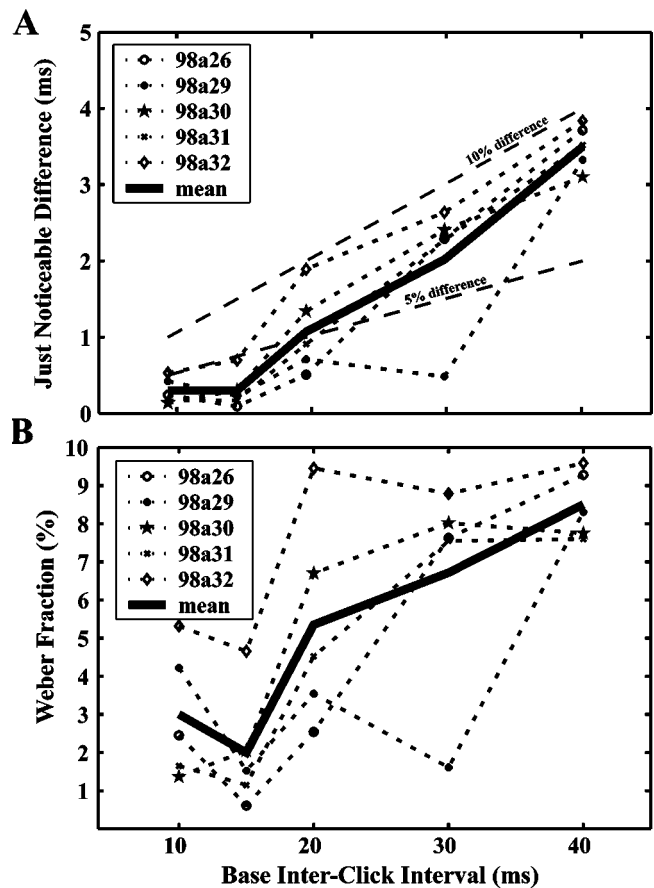 A
Just Noticeable Difference (ms)
5
4
3
2
1
0
98a26
98a29
98a30
98a31
98a32
mean
10% difference
5% difference
B
Weber Fraction (%)
10
9
8
7
6
5
4
3
2
1
98a26
98a29
98a30
98a31
98a32
mean
10 20 30 40
Base Inter-Click Interval (ms)